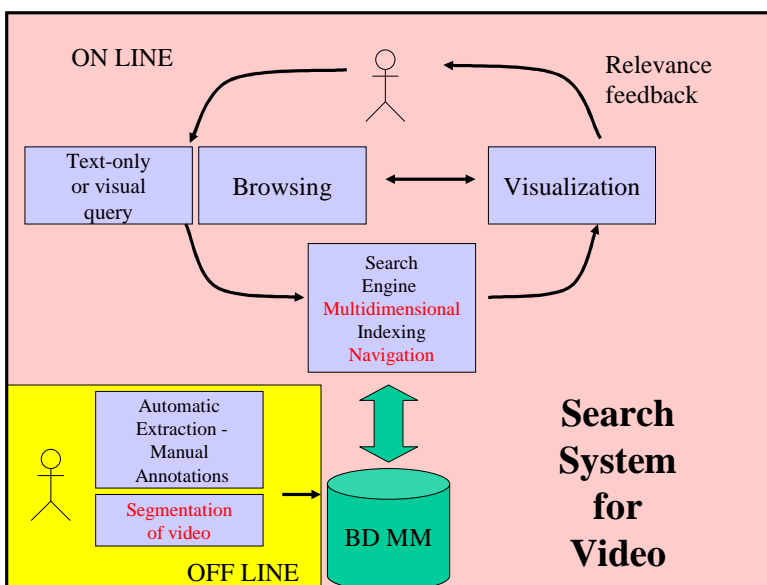 ON LINE
Relevance
feedback
Text-only
or visual
query
Browsing
Visualization
Search
Engine
Multidimensional
Indexing
Navigation
Automatic
Extraction -
Manual
Annotations
Segmentation
of video
OFF LINE
BD MM
Search
System
for
Video